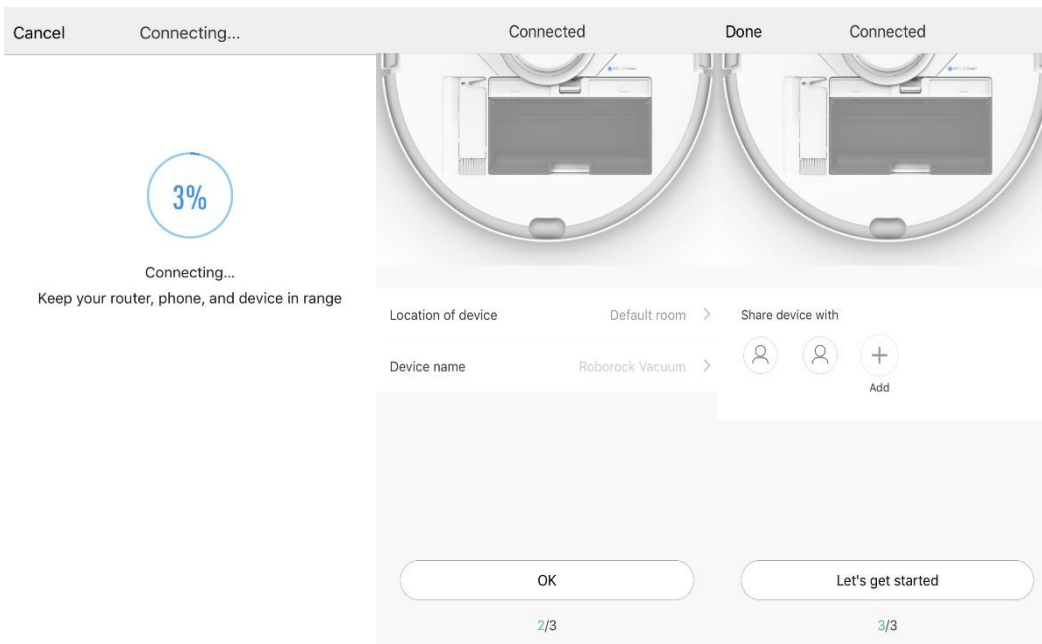 Cancel
Connecting...
3%
Connecting...
Keep your router, phone, and device in range
Connected
Location of device
Default room
Device name
Roborock Vacuum
OK
2/3
Done
Connected
Share device with
Add
Let's get started
3/3